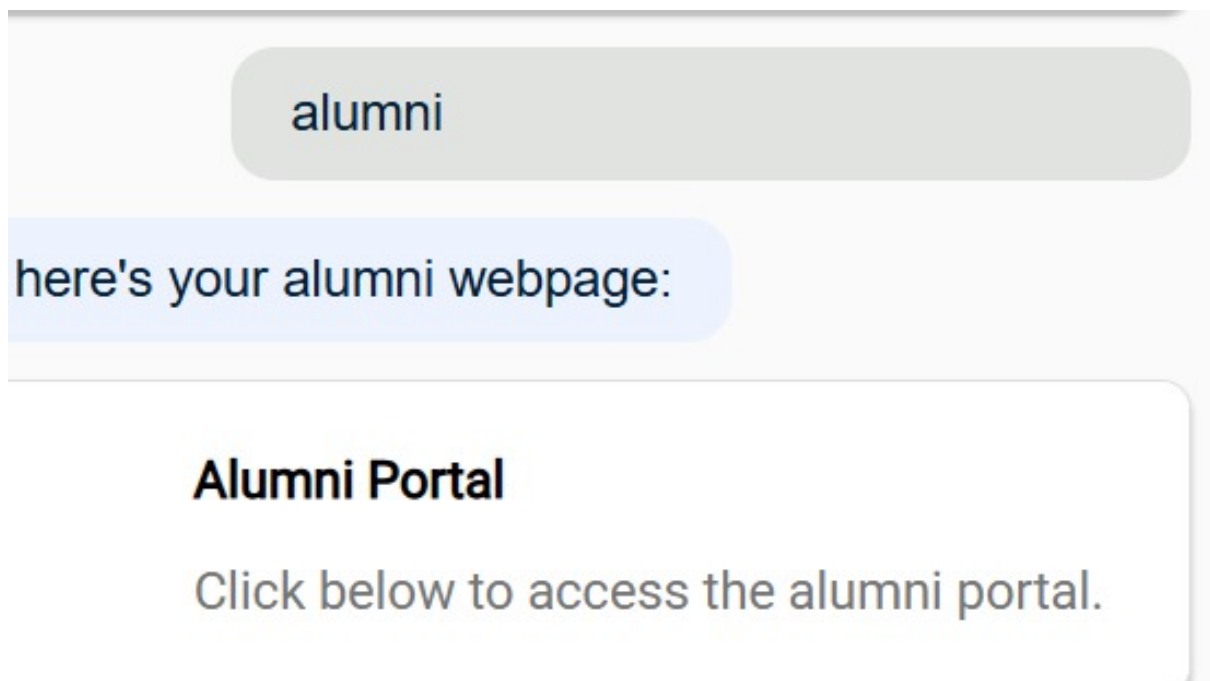 alumni
here's your alumni webpage:
Alumni Portal
Click below to access the alumni portal.